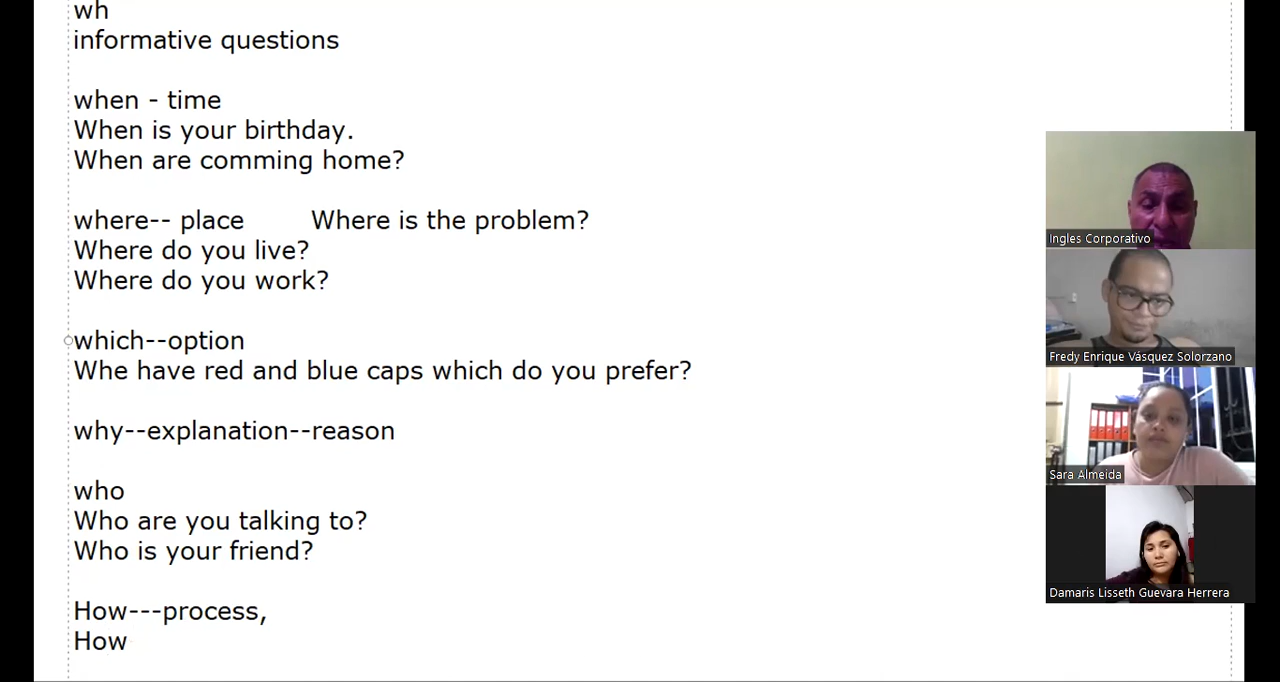 wh
informative questions
when - time
When is your birthday.
When are comming home?
where-- place Where is the problem?
Where do you live?
Where do you work?
which--option
Whe have red and blue caps which do you prefer?
why--explanation--reason
who
Who are you talking to?
Who is your friend?
How---process,
How
Ingles Corporativo
Fredy Enrique Vásquez Solorzano
Sara Almeida
Damaris Lisseth Guevara Herrera